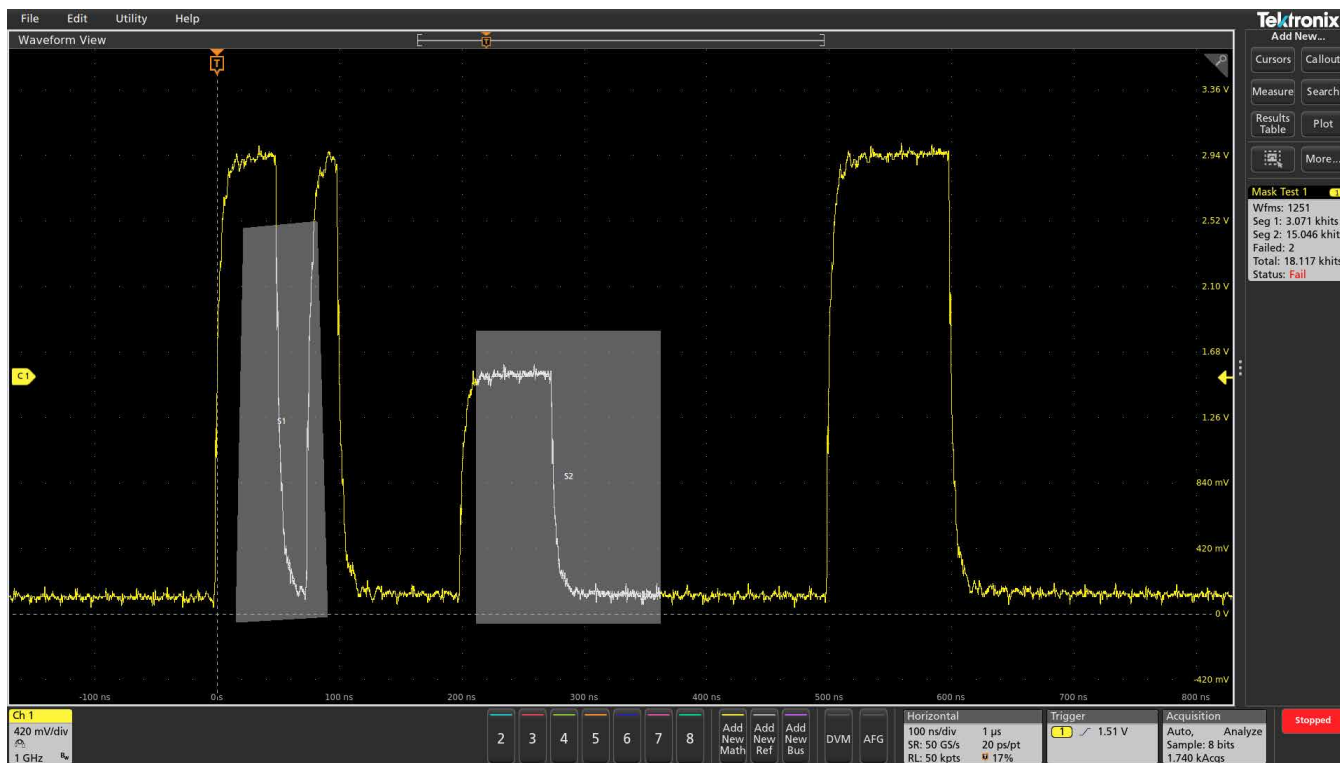 File Edit Utility Help
Tektronix
Waveform View
Add New...
T
T
Cursors Callout
Measure Search
Results Table Plot
More...
Mask Test 1 1
Wfms: 1251
Seg 1: 3.071 khits
Seg 2: 15.046 khits
Failed: 2
Total: 18.117 khits
Status: Fail
3.36 V
2.94 V
2.52 V
2.10 V
1.68 V
1.26 V
840 mV
420 mV
0 V
-420 mV
C1
S1
S2
-100 ns 0s 100 ns 200 ns 300 ns 400 ns 500 ns 600 ns 700 ns 800 ns
Ch 1
420 mV/div
1 GHz Bw
2 3 4 5 6 7 8
Add New Math
Add New Ref
Add New Bus
DVM AFG
Horizontal
100 ns/div 1 µs
SR: 50 GS/s 20 ps/pt
RL: 50 kpts 17%
Trigger
1 1.51 V
Acquisition
Auto, Analyze
Sample: 8 bits
1.740 kAcqs
Stopped